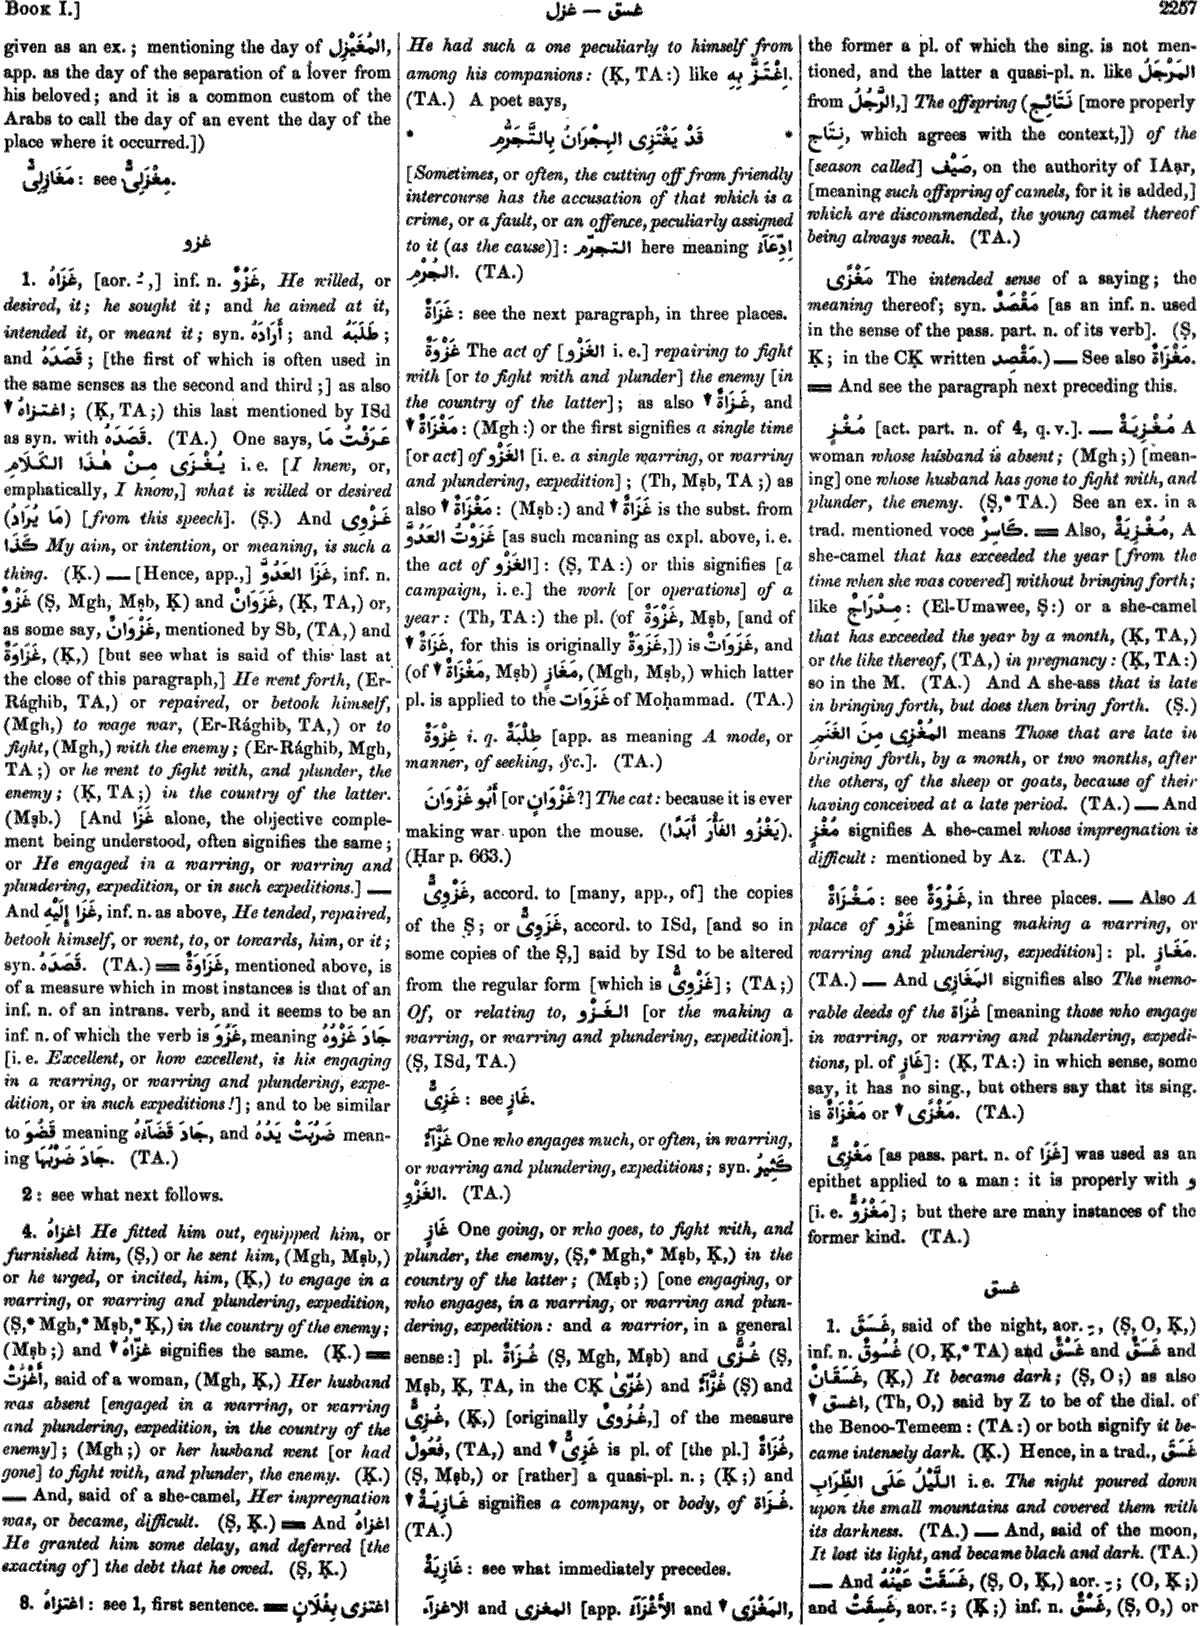 BOOK I.]
غسق — غزل
2257
given as an ex.; mentioning the day of المُغَيْزِل,
app. as the day of the separation of a lover from
his beloved; and it is a common custom of the
Arabs to call the day of an event the day of the
place where it occurred.])
مَغَازِلِىٌّ: see مِغْزَلِىٌّ.
غزو
1. غَزَاهُ, [aor. ـُ,] inf. n. غَزْوٌ, He willed, or
desired, it; he sought it; and he aimed at it,
intended it, or meant it; syn. أَرَادَهُ; and طَلَبَهُ;
and قَصَدَهُ; [the first of which is often used in
the same senses as the second and third;] as also
▼ اغتزاهُ; (Ḳ, TA;) this last mentioned by ISd
as syn. with قَصَدَهُ. (TA.) One says, عَرَفْتُ مَا
يُغْزَى مِنْ هٰذَا الكَلَامِ i. e. [I knew, or,
emphatically, I know,] what is willed or desired
(مَا يُرَادُ) [from this speech]. (Ṣ.) And غَزْوِى
كَذَا My aim, or intention, or meaning, is such a
thing. (Ḳ.) — [Hence, app.,] غَزَا العَدُوَّ, inf. n.
غَزْوٌ (Ṣ, Mgh, Mṣb, Ḳ) and غَزَوَانٌ, (Ḳ, TA,) or,
as some say, غَزْوَانٌ, mentioned by Sb, (TA,) and
غَزَاوَةٌ, (Ḳ,) [but see what is said of this last at
the close of this paragraph,] He went forth, (Er-
Rághib, TA,) or repaired, or betook himself,
(Mgh,) to wage war, (Er-Rághib, TA,) or to
fight, (Mgh,) with the enemy; (Er-Rághib, Mgh,
TA;) or he went to fight with, and plunder, the
enemy; (Ḳ, TA;) in the country of the latter.
(Mṣb.) [And غَزَا alone, the objective comple-
ment being understood, often signifies the same;
or He engaged in a warring, or warring and
plundering, expedition, or in such expeditions.] —
And غَزَا إِلَيْهِ, inf. n. as above, He tended, repaired,
betook himself, or went, to, or towards, him, or it;
syn. قَصَدَهُ. (TA.) = غَزَاوَةٌ, mentioned above, is
of a measure which in most instances is that of an
inf. n. of an intrans. verb, and it seems to be an
inf. n. of which the verb is غَزُوَ, meaning جَادَ غَزْوُهُ
[i. e. Excellent, or how excellent, is his engaging
in a warring, or warring and plundering, expe-
dition, or in such expeditions!]; and to be similar
to قَضُوَ meaning جَادَ قَضَآؤُهُ, and ضَرُبَتْ يَدُهُ mean-
ing جَادَ ضَرْبُهَا. (TA.)
2: see what next follows.
4. اغزاهُ He fitted him out, equipped him, or
furnished him, (Ṣ,) or he sent him, (Mgh, Mṣb,)
or he urged, or incited, him, (Ḳ,) to engage in a
warring, or warring and plundering, expedition,
(Ṣ,* Mgh,* Mṣb,* Ḳ,) in the country of the enemy;
(Mṣb;) and ▼ غزّاهُ signifies the same. (Ḳ.) =
أَغْزَتْ, said of a woman, (Mgh, Ḳ,) Her husband
was absent [engaged in a warring, or warring
and plundering, expedition, in the country of the
enemy]; (Mgh;) or her husband went [or had
gone] to fight with, and plunder, the enemy. (Ḳ.)
— And, said of a she-camel, Her impregnation
was, or became, difficult. (Ṣ, Ḳ.) = And اغزاهُ
He granted him some delay, and deferred [the
exacting of] the debt that he owed. (Ṣ, Ḳ.)
8. اغتزاهُ: see 1, first sentence. = اغتزى بِفُلَانٍ
He had such a one peculiarly to himself from
among his companions: (Ḳ, TA:) like اِغْتَزَّ بِهِ.
(TA.) A poet says,
* قَدْ يَغْتَزِى الهِجْرَانُ بِالتَّجَرُّمِ *
[Sometimes, or often, the cutting off from friendly
intercourse has the accusation of that which is a
crime, or a fault, or an offence, peculiarly assigned
to it (as the cause)]: التجرّم here meaning اِدِّعَآءُ
الجُرْمِ. (TA.)
غَزَاةٌ: see the next paragraph, in three places.
غَزْوَةٌ The act of [الغَزْو i. e.] repairing to fight
with [or to fight with and plunder] the enemy [in
the country of the latter]; as also ▼ غَزَاةٌ, and
▼ مَغْزَاةٌ: (Mgh:) or the first signifies a single time
[or act] of الغَزْو [i. e. a single warring, or warring
and plundering, expedition]; (Th, Mṣb, TA;) as
also ▼ مَغْزَاةٌ: (Mṣb:) and ▼ غَزَاةٌ is the subst. from
غَزَوْتُ العَدُوَّ [as such meaning as expl. above, i. e.
the act of الغَزْو]: (Ṣ, TA:) or this signifies [a
campaign, i. e.] the work [or operations] of a
year: (Th, TA:) the pl. (of غَزْوَةٌ, Mṣb, [and of
▼ غَزَاةٌ, for this is originally غَزَوَةٌ,]) is غَزَوَاتٌ, and
(of ▼ مَغْزَاةٌ, Mṣb) مَغَازٍ, (Mgh, Mṣb,) which latter
pl. is applied to the غَزَوَات of Moḥammad. (TA.)
غِزْوَةٌ i. q. طِلْبَةٌ [app. as meaning A mode, or
manner, of seeking, &c.]. (TA.)
أَبُو غَزْوَانَ [or غَزْوَانٍ?] The cat: because it is ever
making war upon the mouse. (يَغْزُو الفَأْرَ أَبَدًا).
(Ḥar p. 663.)
غَزْوِىٌّ, accord. to [many, app., of] the copies
of the Ṣ; or غَزَوِىٌّ, accord. to ISd, [and so in
some copies of the Ṣ,] said by ISd to be altered
from the regular form [which is غَزْوِىٌّ]; (TA;)
Of, or relating to, الغَزْو [or the making a
warring, or warring and plundering, expedition].
(Ṣ, ISd, TA.)
غَزِىٌّ: see غَازٍ.
غَزَّآءٌ One who engages much, or often, in warring,
or warring and plundering, expeditions; syn. كَثِيرُ
الغَزْوِ. (TA.)
غَازٍ One going, or who goes, to fight with, and
plunder, the enemy, (Ṣ,* Mgh,* Mṣb, Ḳ,) in the
country of the latter; (Mṣb;) [one engaging, or
who engages, in a warring, or warring and plun-
dering, expedition: and a warrior, in a general
sense:] pl. غُزَاةٌ (Ṣ, Mgh, Mṣb) and غُزًّى (Ṣ,
Mṣb, Ḳ, TA, in the CḲ غُزّىٰ) and غُزَّآءٌ (Ṣ) and
غُزِىٌّ, (Ḳ,) [originally غُزُوىٌ,] of the measure
فُعُولٌ, (TA,) and ▼ غَزِىٌّ is pl. of [the pl.] غُزَاةٌ,
(Ṣ, Mṣb,) or [rather] a quasi-pl. n.; (Ḳ;) and
▼ غَازِيَةٌ signifies a company, or body, of غُزَاة.
(TA.)
غَازِيَةٌ: see what immediately precedes.
الاغزآء and المغزى [app. الأَغْزَآء and ▼ المَغْزَى,
the former a pl. of which the sing. is not men-
tioned, and the latter a quasi-pl. n. like المَرْجَلُ
from الرَّجُلُ,] The offspring (نَتَائِج [more properly
نِتَاج, which agrees with the context,]) of the
[season called] صَيْف, on the authority of IAạr,
[meaning such offspring of camels, for it is added,]
which are discommended, the young camel thereof
being always weak. (TA.)
مَغْزًى The intended sense of a saying; the
meaning thereof; syn. مَقْصَدٌ [as an inf. n. used
in the sense of the pass. part. n. of its verb]. (Ṣ,
Ḳ; in the CḲ written مَقْصِد.) — See also مَغْزَاةٌ.
= And see the paragraph next preceding this.
مُغْزٍ [act. part. n. of 4, q. v.]. — مُغْزِيَةٌ A
woman whose husband is absent; (Mgh;) [mean-
ing] one whose husband has gone to fight with, and
plunder, the enemy. (Ṣ,* TA.) See an ex. in a
trad. mentioned voce كَاسِرٌ. = Also, مُغْزِيَةٌ, A
she-camel that has exceeded the year [from the
time when she was covered] without bringing forth;
like مِدْرَاجٌ: (El-Umawee, Ṣ:) or a she-camel
that has exceeded the year by a month, (Ḳ, TA,)
or the like thereof, (TA,) in pregnancy: (Ḳ, TA:)
so in the M. (TA.) And A she-ass that is late
in bringing forth, but does then bring forth. (Ṣ.)
المُغْزِى مِنَ الغَنَمِ means Those that are late in
bringing forth, by a month, or two months, after
the others, of the sheep or goats, because of their
having conceived at a late period. (TA.) — And
مُغْزٍ signifies A she-camel whose impregnation is
difficult: mentioned by Az. (TA.)
مَغْزَاةٌ: see غَزْوَةٌ, in three places. — Also A
place of غَزْو [meaning making a warring, or
warring and plundering, expedition]: pl. مَغَازٍ.
(TA.) — And المَغَازِى signifies also The memo-
rable deeds of the غُزَاة [meaning those who engage
in warring, or warring and plundering, expedi-
tions, pl. of غَازٍ]: (Ḳ, TA:) in which sense, some
say, it has no sing., but others say that its sing.
is مَغْزَاةٌ or ▼ مَغْزًى. (TA.)
مَغْزِىٌّ [as pass. part. n. of غَزَا] was used as an
epithet applied to a man: it is properly with و
[i. e. مَغْزُوٌّ]; but there are many instances of the
former kind. (TA.)
غسق
1. غَسَقَ, said of the night, aor. ـِ, (Ṣ, O, Ḳ,)
inf. n. غُسُوقٌ (O, Ḳ,* TA) and غَسْقٌ and غَسَقٌ and
غَسَقَانٌ, (Ḳ,) It became dark; (Ṣ, O;) as also
▼ اغسق, (Th, O,) said by Z to be of the dial. of
the Benoo-Temeem: (TA:) or both signify it be-
came intensely dark. (Ḳ.) Hence, in a trad., غَسَقَ
اللَّيْلُ عَلَى الظِّرَابِ i. e. The night poured down
upon the small mountains and covered them with
its darkness. (TA.) — And, said of the moon,
It lost its light, and became black and dark. (TA.)
— And غَسَقَتْ عَيْنُهُ, (Ṣ, O, Ḳ,) aor. ـِ; (O, Ḳ;)
and غَسِقَتْ, aor. ـَ; (Ḳ;) inf. n. غَسْقٌ, (Ṣ, O,) or